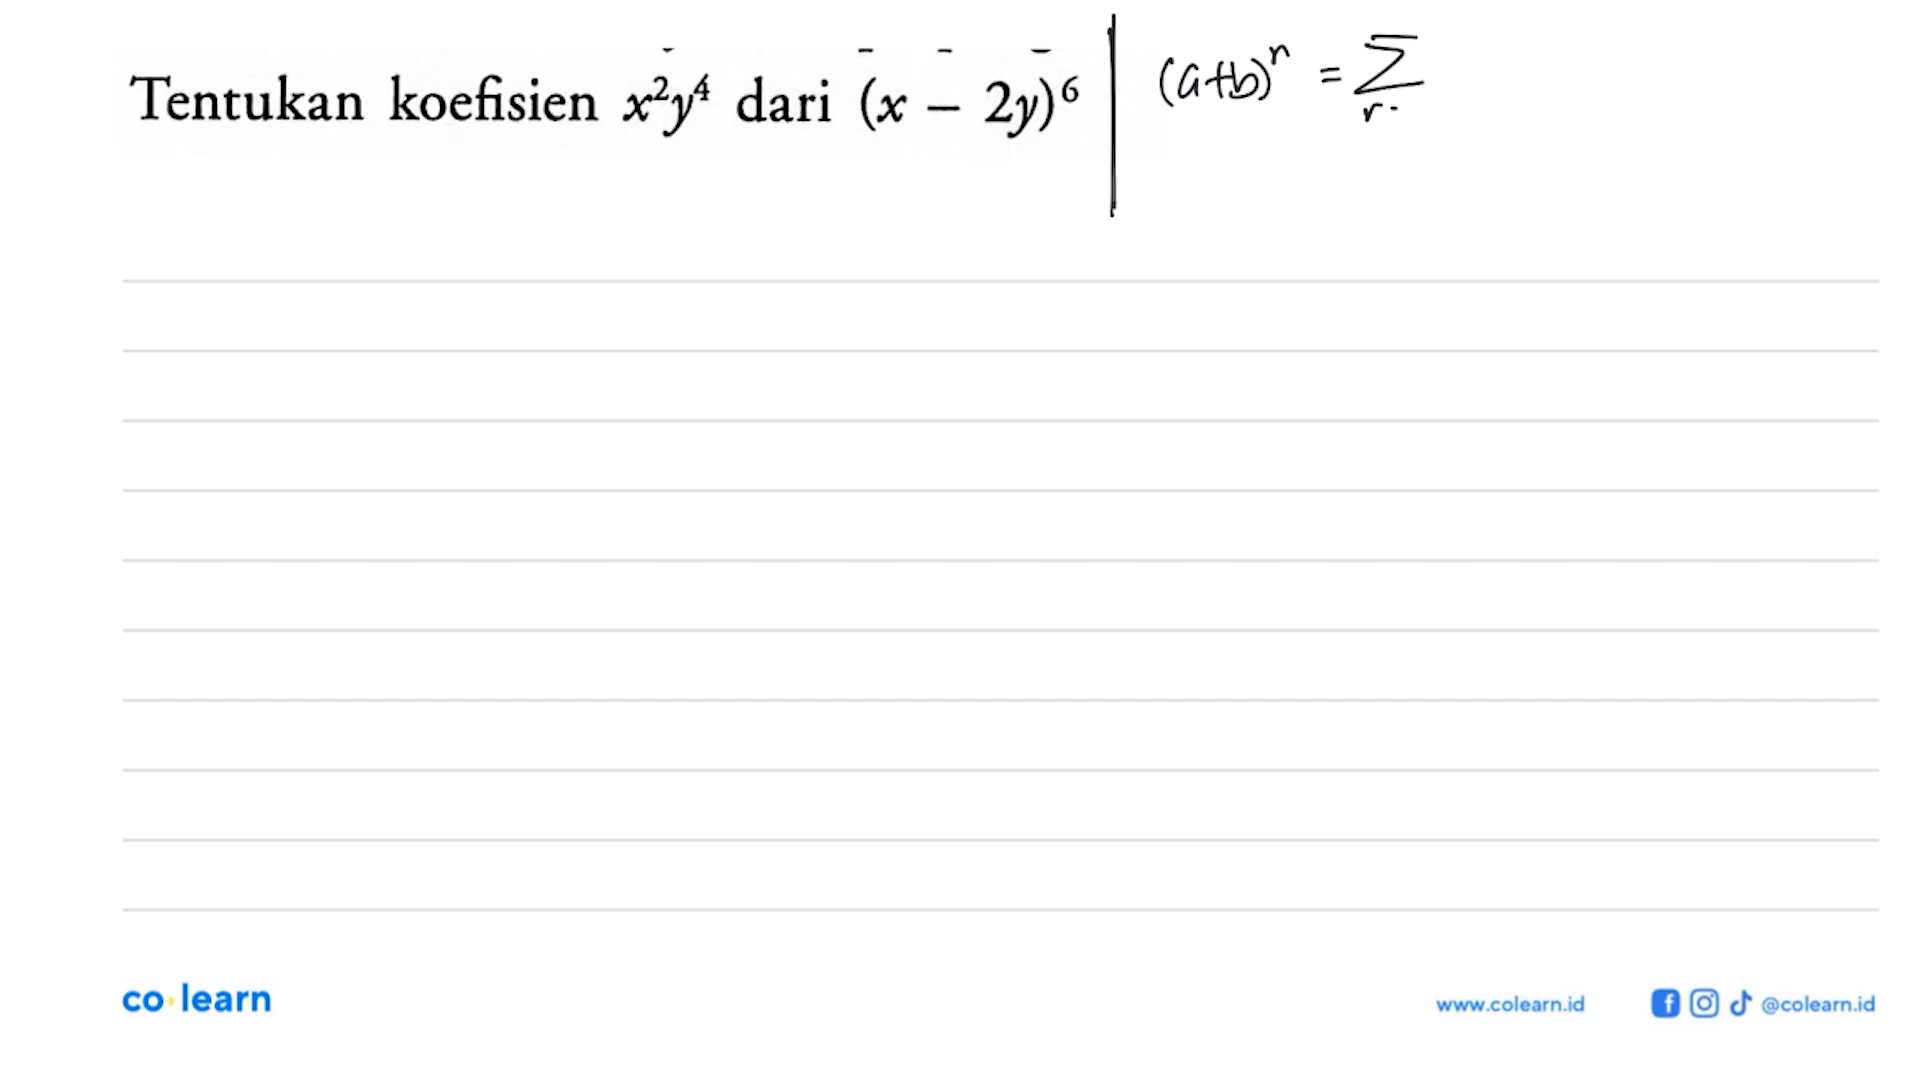 Tentukan koefisien x²y⁴ dari (x – 2y)⁶
(a+b)ⁿ = Σ
r
co learn
www.colearn.id @colearn.id